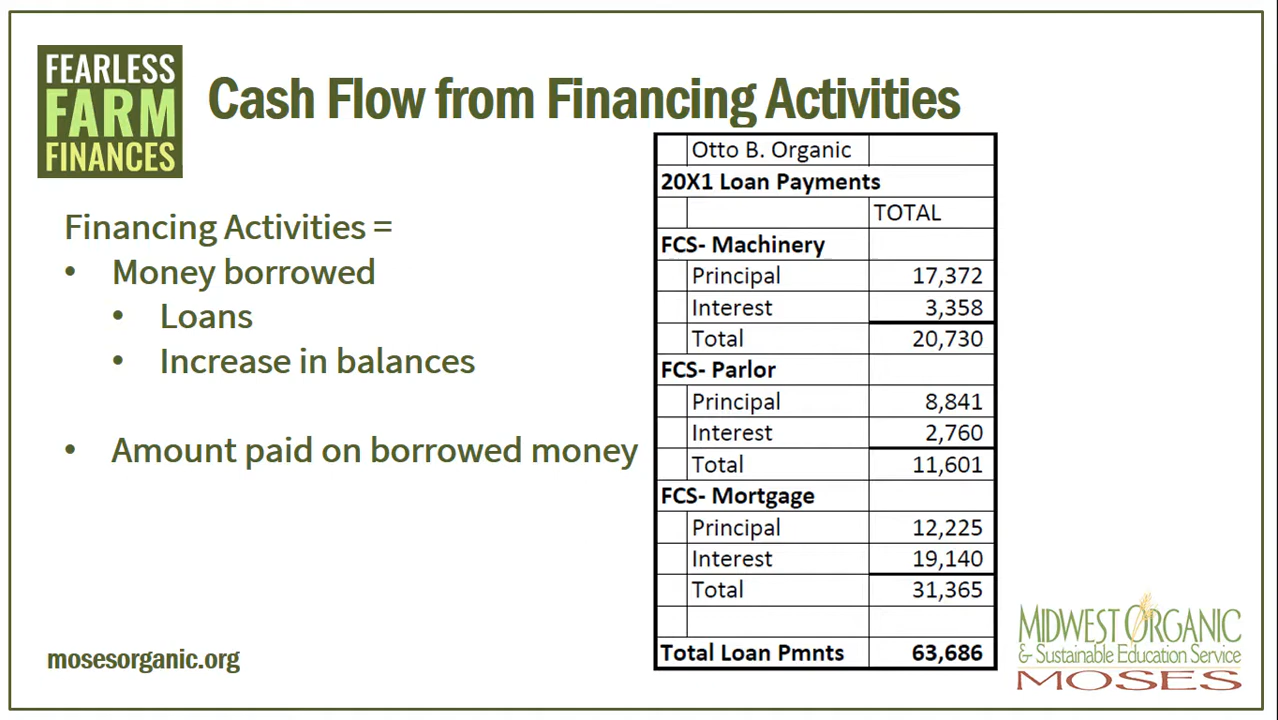 FEARLESS
FARM
FINANCES
Cash Flow from Financing Activities
Financing Activities =
• Money borrowed
• Loans
• Increase in balances
• Amount paid on borrowed money
Otto B. Organic
20X1 Loan Payments
TOTAL
FCS- Machinery
Principal 17,372
Interest 3,358
Total 20,730
FCS- Parlor
Principal 8,841
Interest 2,760
Total 11,601
FCS- Mortgage
Principal 12,225
Interest 19,140
Total 31,365
Total Loan Pmnts 63,686
mosesorganic.org
MIDWEST ORGANIC
& Sustainable Education Service
MOSES